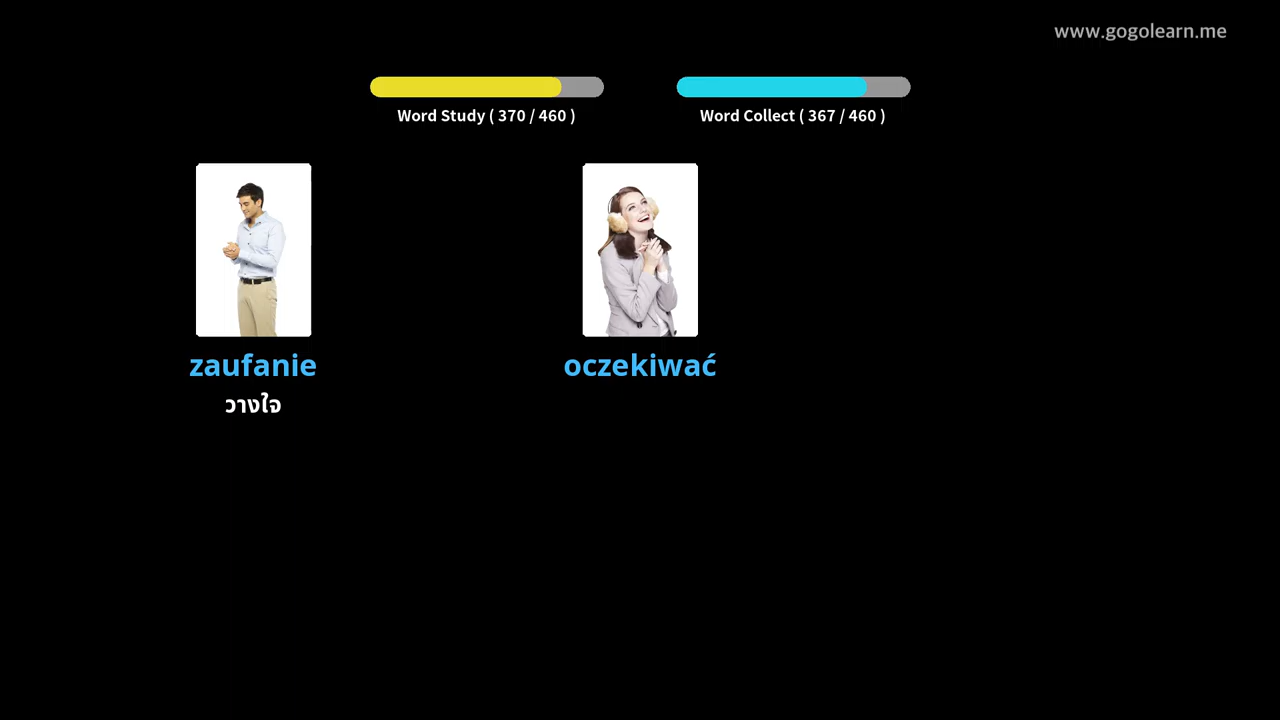 www.gogolearn.me
Word Study ( 370 / 460 )
Word Collect ( 367 / 460 )
zaufanie
วางใจ
oczekiwać